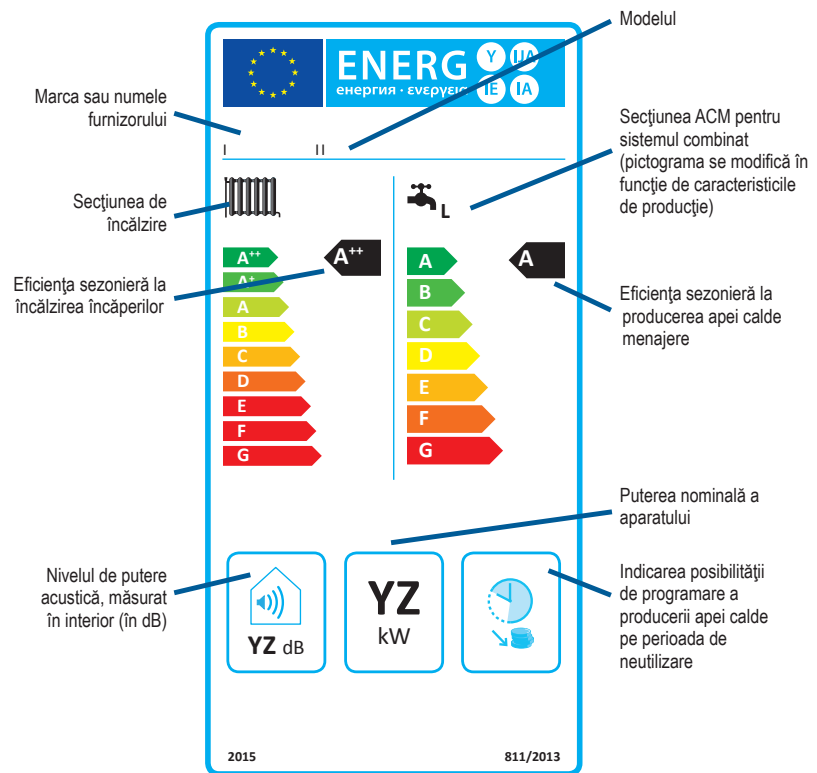 Modelul
ENERG Y IJA
енергия · ενεργεια IE IA
Marca sau numele
furnizorului
I II
Secţiunea ACM pentru
sistemul combinat
(pictograma se modifică în
funcţie de caracteristicile
de producţie)
Secţiunea de
încălzire
L
A++
A+
A
B
C
D
E
F
G
A++
A
B
C
D
E
F
G
A
Eficienţa sezonieră la
încălzirea încăperilor
Eficienţa sezonieră la
producerea apei calde
menajere
Puterea nominală a
aparatului
Nivelul de putere
acustică, măsurat
în interior (în dB)
YZ dB
YZ
kW
Indicarea posibilităţii
de programare a
producerii apei calde
pe perioada de
neutilizare
2015
811/2013